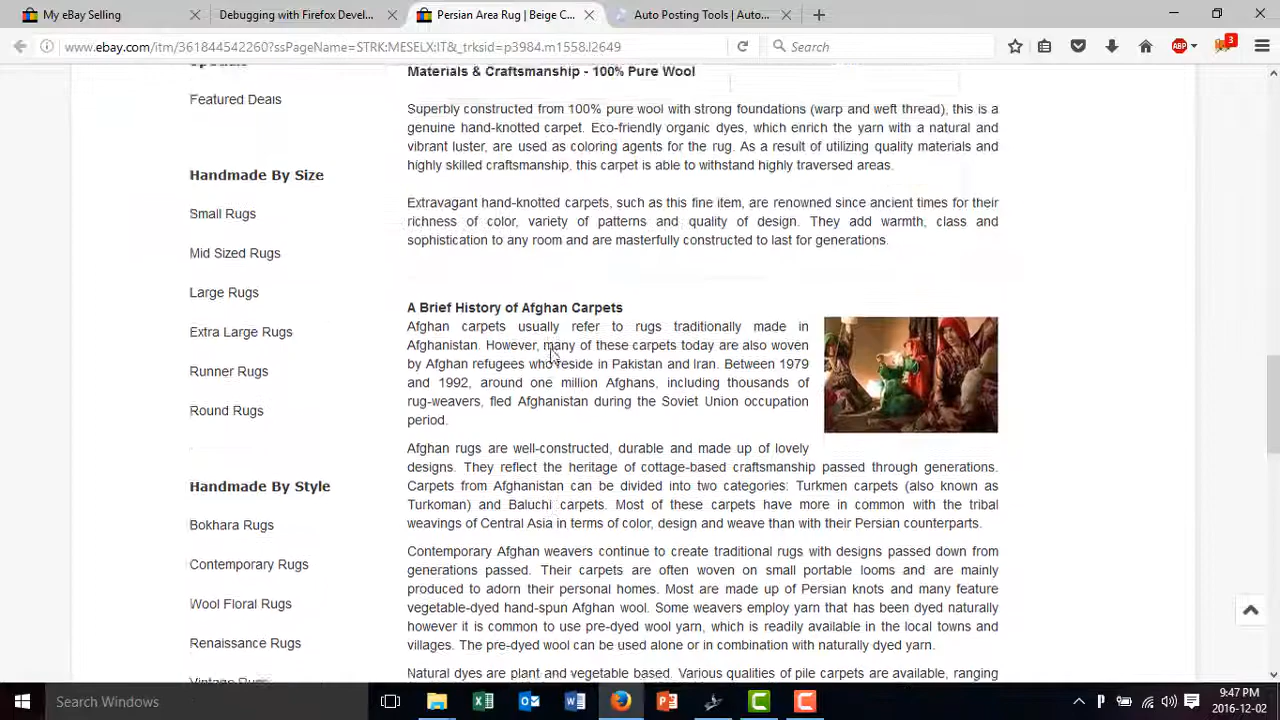 My eBay Selling
Debugging with Firefox Devel...
Persian Area Rug | Beige C...
Auto Posting Tools | Auto...
www.ebay.com/itm/361844542260?ssPageName=STRK:MESELX:IT&_trksid=p3984.m1558.l2649
Search
ABP
3
Featured Deals
Handmade By Size
Small Rugs
Mid Sized Rugs
Large Rugs
Extra Large Rugs
Runner Rugs
Round Rugs
Handmade By Style
Bokhara Rugs
Contemporary Rugs
Wool Floral Rugs
Renaissance Rugs
Vintage Rugs
Materials & Craftsmanship - 100% Pure Wool
Superbly constructed from 100% pure wool with strong foundations (warp and weft thread), this is a
genuine hand-knotted carpet. Eco-friendly organic dyes, which enrich the yarn with a natural and
vibrant luster, are used as coloring agents for the rug. As a result of utilizing quality materials and
highly skilled craftsmanship, this carpet is able to withstand highly traversed areas.
Extravagant hand-knotted carpets, such as this fine item, are renowned since ancient times for their
richness of color, variety of patterns and quality of design. They add warmth, class and
sophistication to any room and are masterfully constructed to last for generations.
A Brief History of Afghan Carpets
Afghan carpets usually refer to rugs traditionally made in
Afghanistan. However, many of these carpets today are also woven
by Afghan refugees who reside in Pakistan and Iran. Between 1979
and 1992, around one million Afghans, including thousands of
rug-weavers, fled Afghanistan during the Soviet Union occupation
period.
Afghan rugs are well-constructed, durable and made up of lovely
designs. They reflect the heritage of cottage-based craftsmanship passed through generations.
Carpets from Afghanistan can be divided into two categories: Turkmen carpets (also known as
Turkoman) and Baluchi carpets. Most of these carpets have more in common with the tribal
weavings of Central Asia in terms of color, design and weave than with their Persian counterparts.
Contemporary Afghan weavers continue to create traditional rugs with designs passed down from
generations passed. Their carpets are often woven on small portable looms and are mainly
produced to adorn their personal homes. Most are made up of Persian knots and many feature
vegetable-dyed hand-spun Afghan wool. Some weavers employ yarn that has been dyed naturally
however it is common to use pre-dyed wool yarn, which is readily available in the local towns and
villages. The pre-dyed wool can be used alone or in combination with naturally dyed yarn.
Natural dyes are plant and vegetable based. Various qualities of pile carpets are available, ranging
Search Windows
9:47 PM
2016-12-02